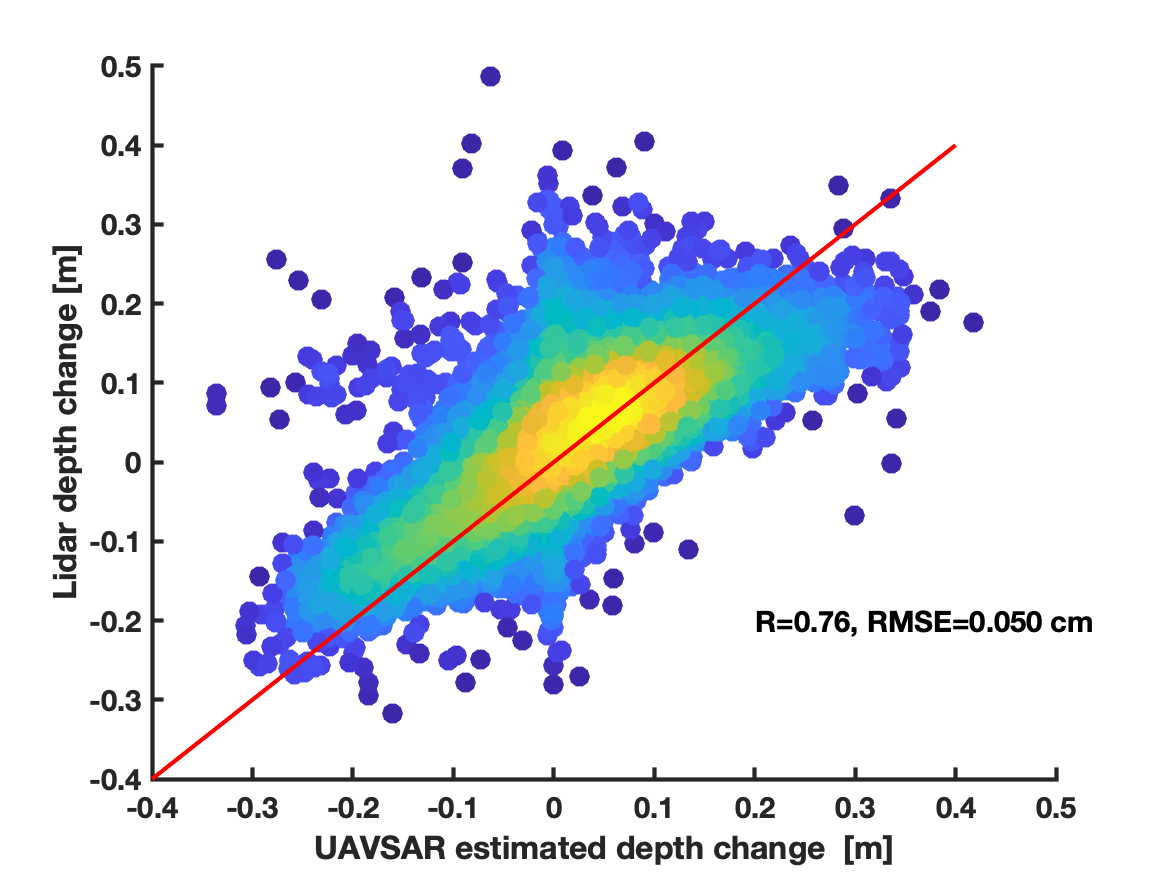 0.5
0.4
0.3
0.2
0.1
0
-0.1
-0.2
-0.3
-0.4
Lidar depth change [m]
R=0.76, RMSE=0.050 cm
-0.4 -0.3 -0.2 -0.1 0 0.1 0.2 0.3 0.4 0.5
UAVSAR estimated depth change [m]